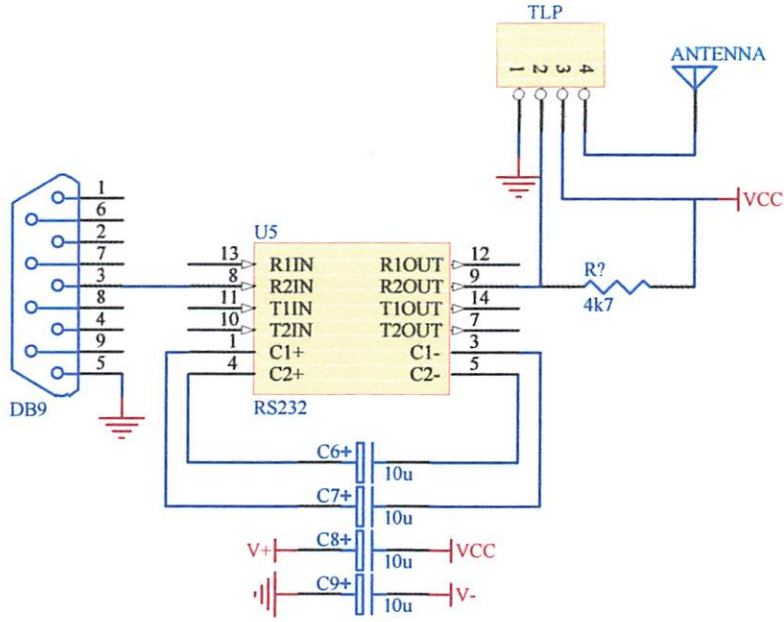 TLP
1 2 3 4
ANTENNA
VCC
1
6
2
7
3
8
4
9
5
DB9
U5
13 R1IN R1OUT 12
8 R2IN R2OUT 9
11 T1IN T1OUT 14
10 T2IN T2OUT 7
1 C1+ C1- 3
4 C2+ C2- 5
RS232
R?
4k7
C6+
10u
C7+
10u
V+ C8+ VCC
10u
C9+ V-
10u